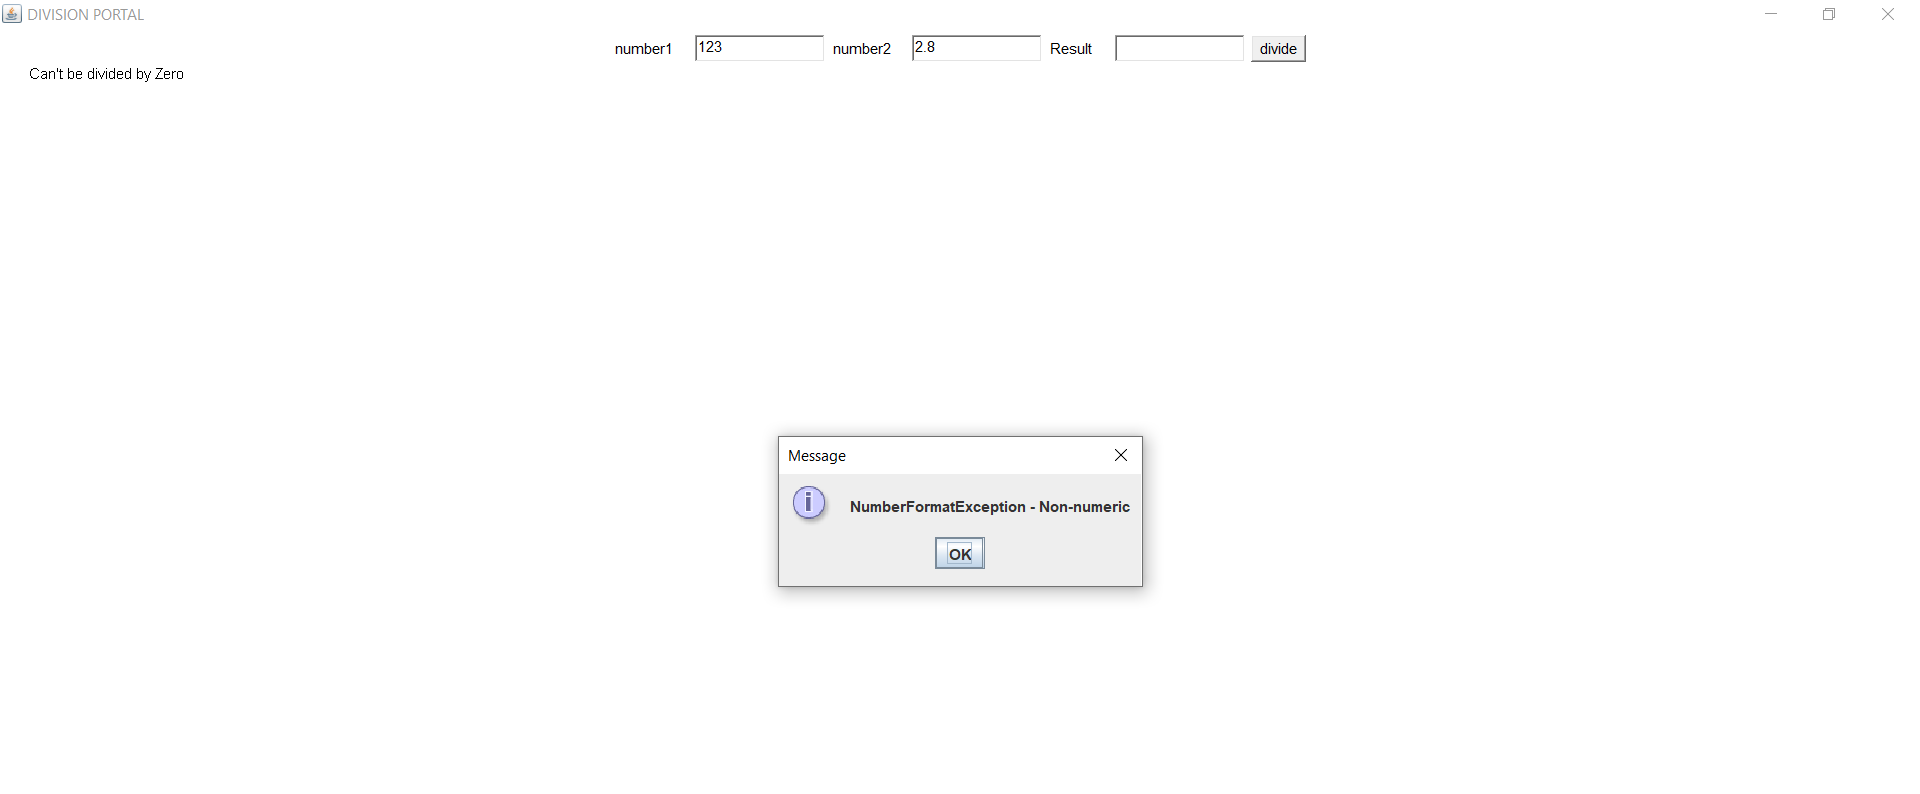 DIVISION PORTAL
number1 123 number2 2.8 Result divide
Can't be divided by Zero
Message
NumberFormatException - Non-numeric
OK